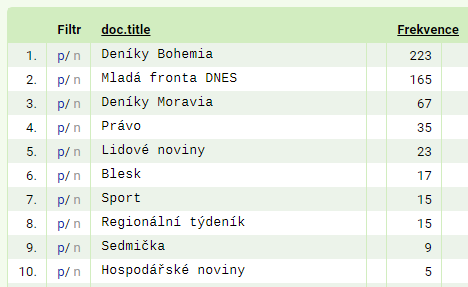 Filtr doc.title Frekvence
1. p/ n Deníky Bohemia 223
2. p/ n Mladá fronta DNES 165
3. p/ n Deníky Moravia 67
4. p/ n Právo 35
5. p/ n Lidové noviny 23
6. p/ n Blesk 17
7. p/ n Sport 15
8. p/ n Regionální týdeník 15
9. p/ n Sedmička 9
10. p/ n Hospodářské noviny 5